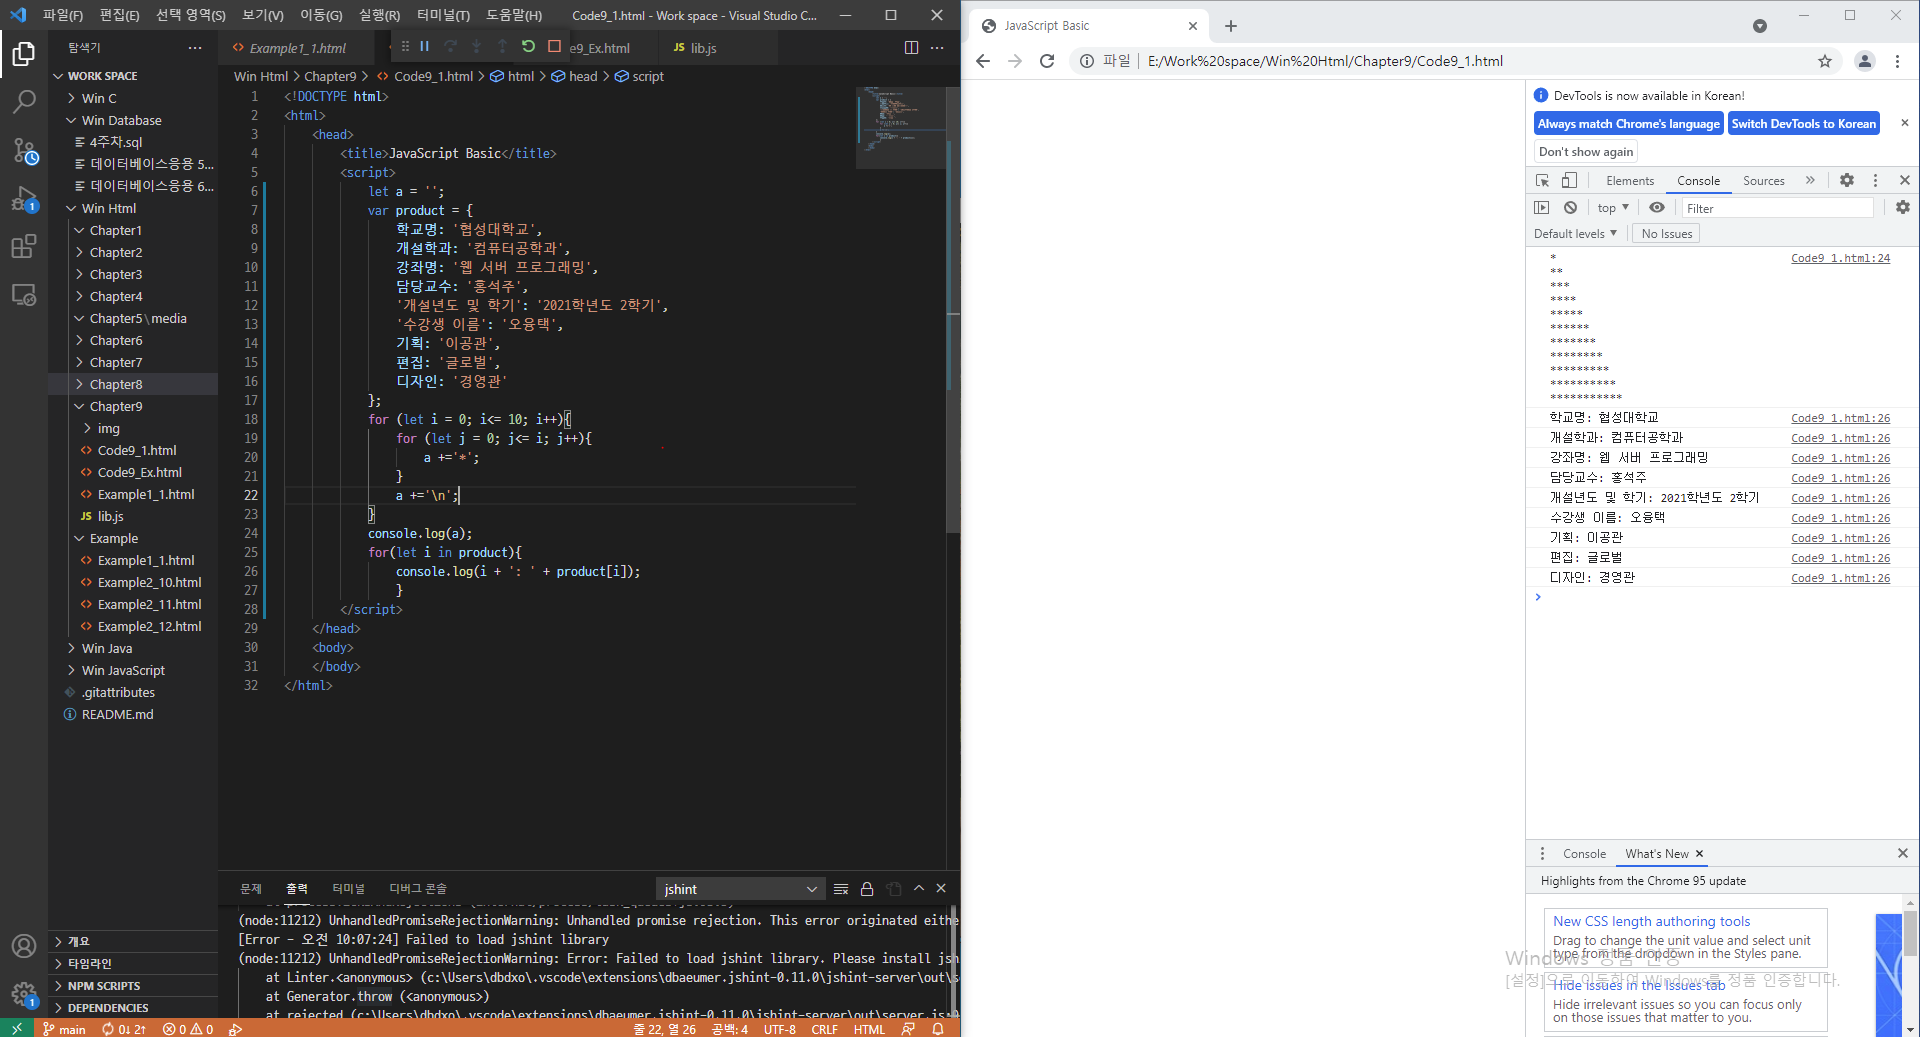 파일(F) 편집(E) 선택 영역(S) 보기(V) 이동(G) 실행(R) 터미널(T) 도움말(H) Code9_1.html - Work space - Visual Studio C...
탐색기
WORK SPACE
Win C
Win Database
4주차.sql
데이터베이스응용 5...
데이터베이스응용 6...
Win Html
Chapter1
Chapter2
Chapter3
Chapter4
Chapter5\media
Chapter6
Chapter7
Chapter8
Chapter9
img
Code9_1.html
Code9_Ex.html
Example1_1.html
JS lib.js
Example
Example1_1.html
Example2_10.html
Example2_11.html
Example2_12.html
Win Java
Win JavaScript
.gitattributes
README.md
개요
타임라인
NPM SCRIPTS
DEPENDENCIES
Example1_1.html e9_Ex.html JS lib.js
Win Html > Chapter9 > Code9_1.html > html > head > script
1 <!DOCTYPE html>
2 <html>
3 <head>
4 <title>JavaScript Basic</title>
5 <script>
6 let a = '';
7 var product = {
8 학교명: '협성대학교',
9 개설학과: '컴퓨터공학과',
10 강좌명: '웹 서버 프로그래밍',
11 담당교수: '홍석주',
12 '개설년도 및 학기': '2021학년도 2학기',
13 '수강생 이름': '오융택',
14 기획: '이공관',
15 편집: '글로벌',
16 디자인: '경영관'
17 };
18 for (let i = 0; i<= 10; i++){
19 for (let j = 0; j<= i; j++){
20 a +='*';
21 }
22 a +='\n';
23 }
24 console.log(a);
25 for(let i in product){
26 console.log(i + ': ' + product[i]);
27 }
28 </script>
29 </head>
30 <body>
31 </body>
32 </html>
문제 출력 터미널 디버그 콘솔 jshint
(node:11212) UnhandledPromiseRejectionWarning: Unhandled promise rejection. This error originated eithe
[Error - 오전 10:07:24] Failed to load jshint library
(node:11212) UnhandledPromiseRejectionWarning: Error: Failed to load jshint library. Please install jsh
at Linter.<anonymous> (c:\Users\dbdxo\.vscode\extensions\dbaeumer.jshint-0.11.0\jshint-server\out\s
at Generator.throw (<anonymous>)
at rejected (c:\Users\dbdxo\.vscode\extensions\dbaeumer.jshint-0.11.0\jshint-server\out\server.js
main 0↓ 2↑ 0 0 줄 22, 열 26 공백: 4 UTF-8 CRLF HTML
JavaScript Basic
파일 | E:/Work%20space/Win%20Html/Chapter9/Code9_1.html
DevTools is now available in Korean!
Always match Chrome's language Switch DevTools to Korean
Don't show again
Elements Console Sources
top Filter
Default levels No Issues
* Code9_1.html:24
**
***
****
*****
******
*******
********
*********
**********
***********
학교명: 협성대학교 Code9_1.html:26
개설학과: 컴퓨터공학과 Code9_1.html:26
강좌명: 웹 서버 프로그래밍 Code9_1.html:26
담당교수: 홍석주 Code9_1.html:26
개설년도 및 학기: 2021학년도 2학기 Code9_1.html:26
수강생 이름: 오융택 Code9_1.html:26
기획: 이공관 Code9_1.html:26
편집: 글로벌 Code9_1.html:26
디자인: 경영관 Code9_1.html:26
Console What's New
Highlights from the Chrome 95 update
New CSS length authoring tools
Drag to change the unit value and select unit
type from the dropdown in the Styles pane.
Windows 정품 인증
[설정]으로 이동하여 Windows를 정품 인증합니다.
Hide issues in the Issues tab
Hide irrelevant issues so you can focus only
on those issues that matter to you.